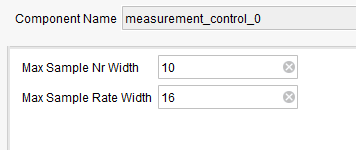 Component Name measurement_control_0
Max Sample Nr Width 10
Max Sample Rate Width 16